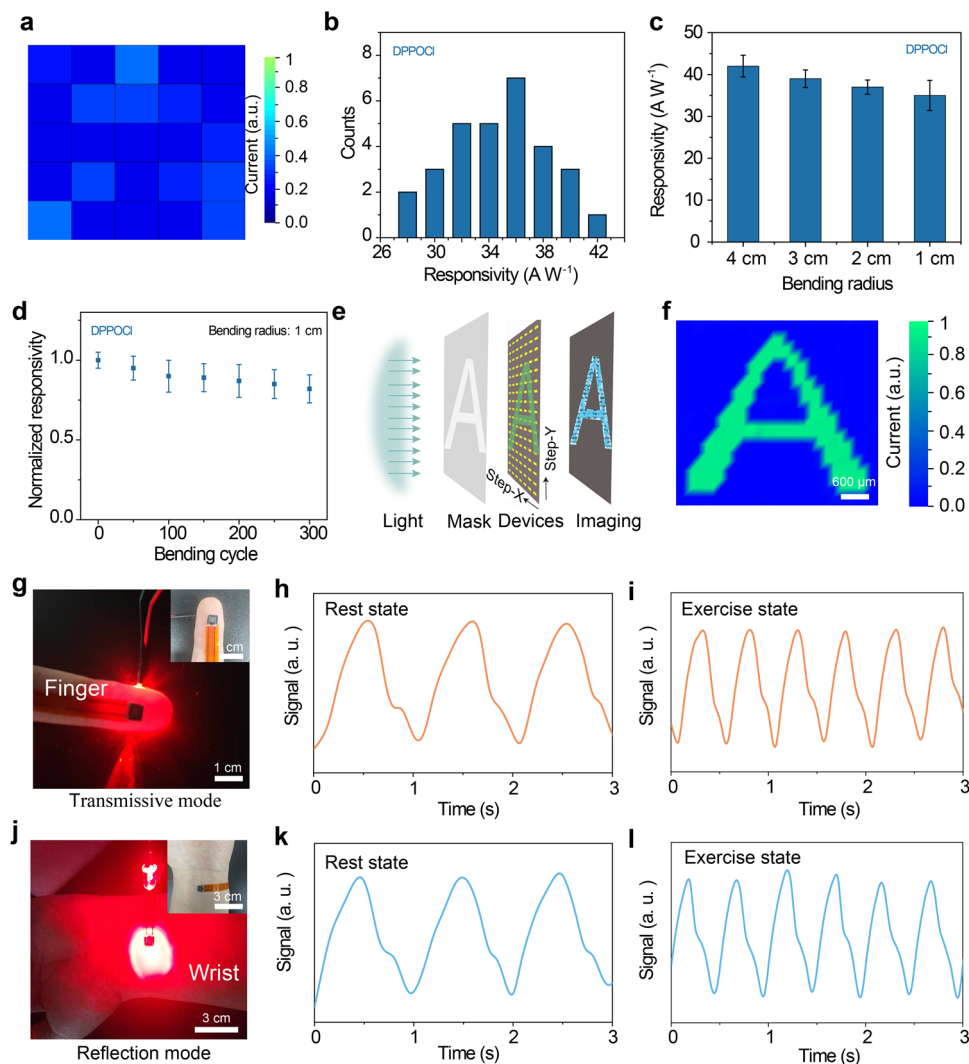 a
1
0.8
0.6
0.4
0.2
0.0
Current (a.u.)
b
DPPOCl
8
6
4
2
0
Counts
26 30 34 38 42
Responsivity (A W⁻¹)
c
DPPOCl
50
40
30
20
10
0
Responsivity (A W⁻¹)
4 cm 3 cm 2 cm 1 cm
Bending radius
d
DPPOCl
Bending radius: 1 cm
1.0
0.5
0.0
Normalized responsivity
0 100 200 300
Bending cycle
e
A
Step-X
Step-Y
Light Mask Devices Imaging
f
600 μm
1
0.8
0.6
0.4
0.2
0.0
Current (a.u.)
g
cm
Finger
1 cm
Transmissive mode
h
Rest state
Signal (a. u.)
0 1 2 3
Time (s)
i
Exercise state
Signal (a. u.)
0 1 2 3
Time (s)
j
3 cm
Wrist
3 cm
Reflection mode
k
Rest state
Signal (a. u. )
0 1 2 3
Time (s)
l
Exercise state
Signal (a. u. )
0 1 2 3
Time (s)